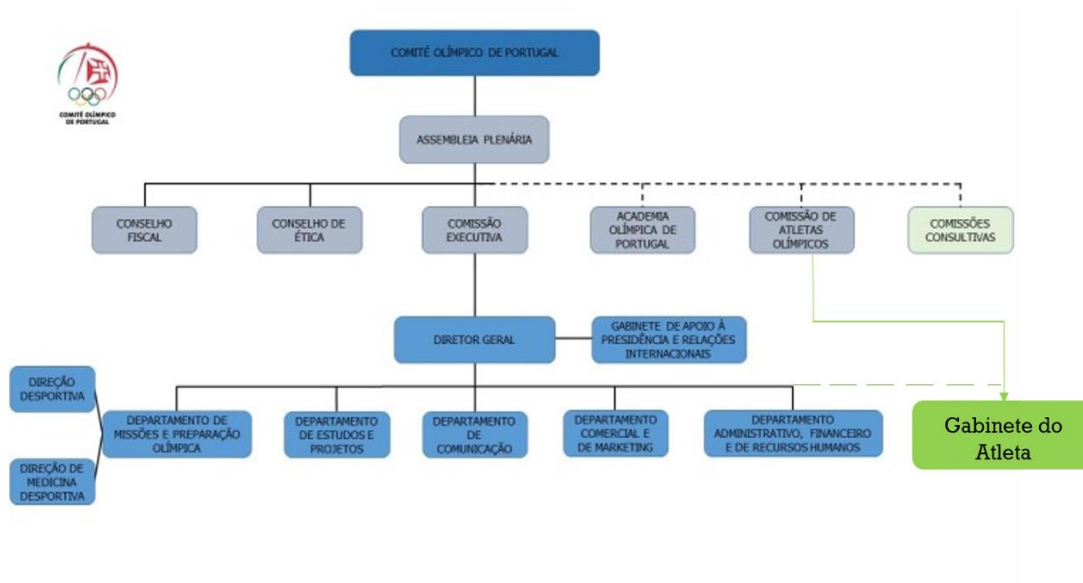 COMITÉ OLÍMPICO DE PORTUGAL
COMITÉ OLÍMPICO
DE PORTUGAL
ASSEMBLEIA PLENÁRIA
CONSELHO
FISCAL
CONSELHO DE
ÉTICA
COMISSÃO
EXECUTIVA
ACADEMIA
OLÍMPICA DE
PORTUGAL
COMISSÃO DE
ATLETAS
OLÍMPICOS
COMISSÕES
CONSULTIVAS
DIRETOR GERAL
GABINETE DE APOIO À
PRESIDÊNCIA E RELAÇÕES
INTERNACIONAIS
DIREÇÃO
DESPORTIVA
DIREÇÃO DE
MEDICINA
DESPORTIVA
DEPARTAMENTO DE
MISSÕES E PREPARAÇÃO
OLÍMPICA
DEPARTAMENTO
DE ESTUDOS E
PROJETOS
DEPARTAMENTO
DE
COMUNICAÇÃO
DEPARTAMENTO
COMERCIAL E
DE MARKETING
DEPARTAMENTO
ADMINISTRATIVO, FINANCEIRO
E DE RECURSOS HUMANOS
Gabinete do
Atleta